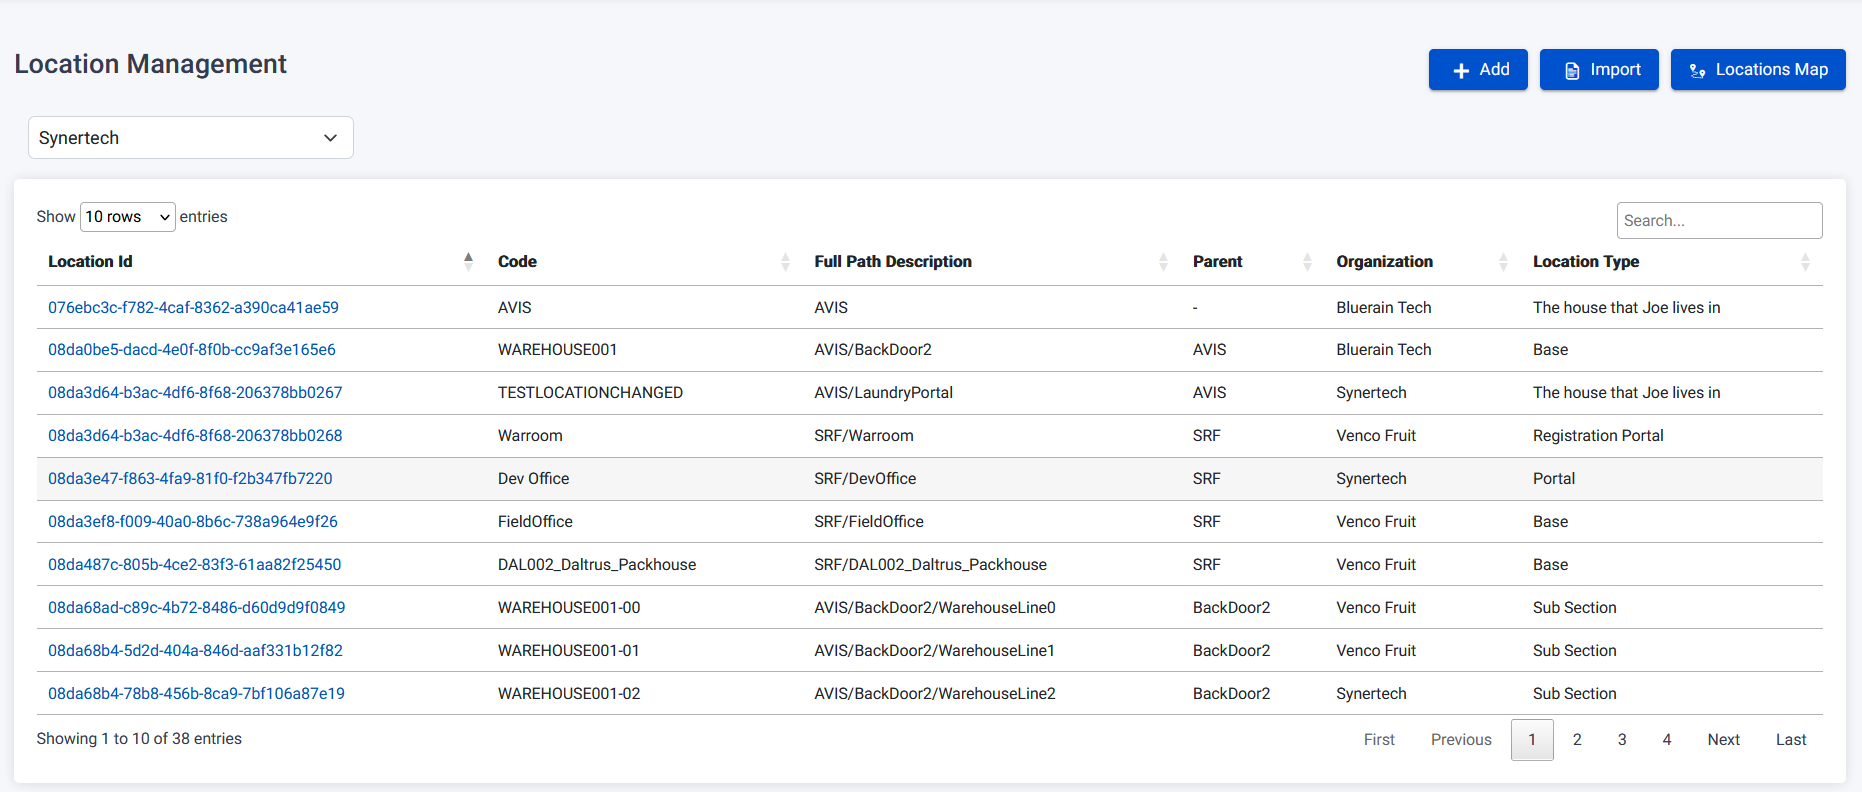 Location Management
Add Import Locations Map
Synertech
Show 10 rows entries
Search...
Location Id Code Full Path Description Parent Organization Location Type
076ebc3c-f782-4caf-8362-a390ca41ae59 AVIS AVIS - Bluerain Tech The house that Joe lives in
08da0be5-dacd-4e0f-8f0b-cc9af3e165e6 WAREHOUSE001 AVIS/BackDoor2 AVIS Bluerain Tech Base
08da3d64-b3ac-4df6-8f68-206378bb0267 TESTLOCATIONCHANGED AVIS/LaundryPortal AVIS Synertech The house that Joe lives in
08da3d64-b3ac-4df6-8f68-206378bb0268 Warroom SRF/Warroom SRF Venco Fruit Registration Portal
08da3e47-f863-4fa9-81f0-f2b347fb7220 Dev Office SRF/DevOffice SRF Synertech Portal
08da3ef8-f009-40a0-8b6c-738a964e9f26 FieldOffice SRF/FieldOffice SRF Venco Fruit Base
08da487c-805b-4ce2-83f3-61aa82f25450 DAL002_Daltrus_Packhouse SRF/DAL002_Daltrus_Packhouse SRF Venco Fruit Base
08da68ad-c89c-4b72-8486-d60d9d9f0849 WAREHOUSE001-00 AVIS/BackDoor2/WarehouseLine0 BackDoor2 Venco Fruit Sub Section
08da68b4-5d2d-404a-846d-aaf331b12f82 WAREHOUSE001-01 AVIS/BackDoor2/WarehouseLine1 BackDoor2 Venco Fruit Sub Section
08da68b4-78b8-456b-8ca9-7bf106a87e19 WAREHOUSE001-02 AVIS/BackDoor2/WarehouseLine2 BackDoor2 Synertech Sub Section
Showing 1 to 10 of 38 entries
First Previous 1 2 3 4 Next Last